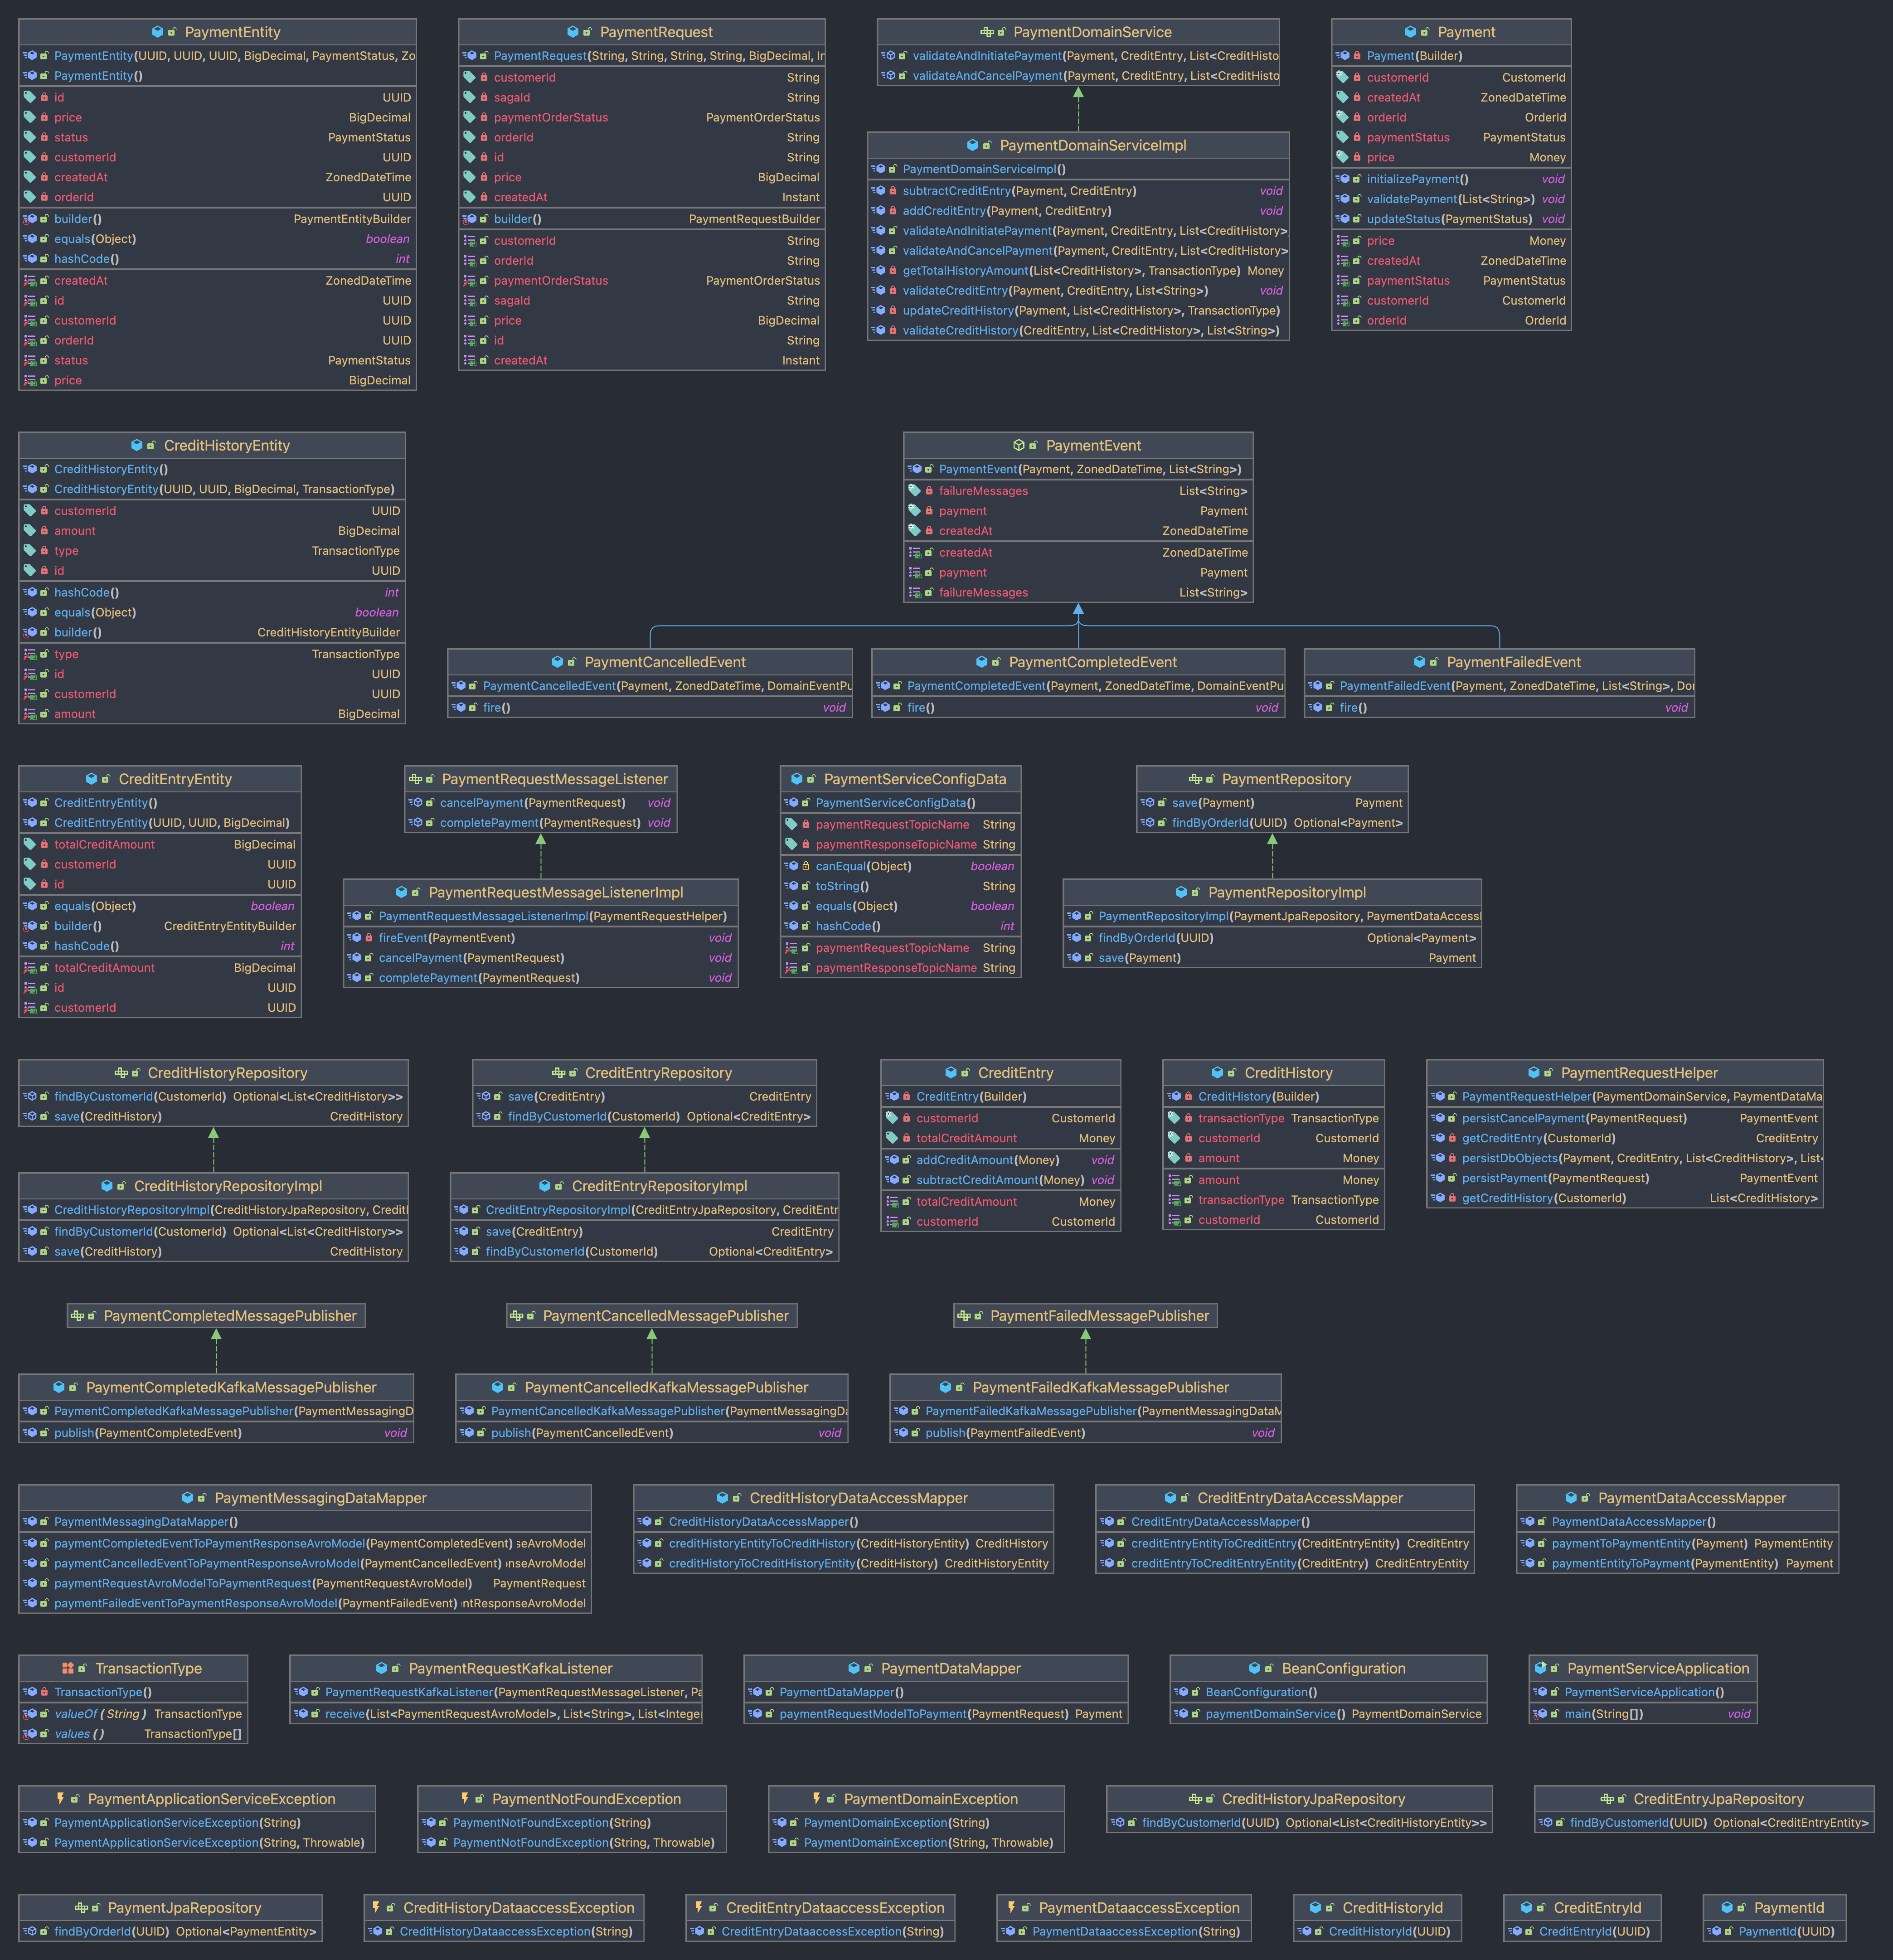 PaymentEntity
PaymentEntity(UUID, UUID, UUID, BigDecimal, PaymentStatus, Zo
PaymentEntity()
id UUID
price BigDecimal
status PaymentStatus
customerId UUID
createdAt ZonedDateTime
orderId UUID
builder() PaymentEntityBuilder
equals(Object) boolean
hashCode() int
createdAt ZonedDateTime
id UUID
customerId UUID
orderId UUID
status PaymentStatus
price BigDecimal
PaymentRequest
PaymentRequest(String, String, String, String, BigDecimal, In
customerId String
sagaId String
paymentOrderStatus PaymentOrderStatus
orderId String
id String
price BigDecimal
createdAt Instant
builder() PaymentRequestBuilder
customerId String
orderId String
paymentOrderStatus PaymentOrderStatus
sagaId String
price BigDecimal
id String
createdAt Instant
PaymentDomainService
validateAndInitiatePayment(Payment, CreditEntry, List<CreditHisto
validateAndCancelPayment(Payment, CreditEntry, List<CreditHisto
PaymentDomainServiceImpl
PaymentDomainServiceImpl()
subtractCreditEntry(Payment, CreditEntry) void
addCreditEntry(Payment, CreditEntry) void
validateAndInitiatePayment(Payment, CreditEntry, List<CreditHistory>,
validateAndCancelPayment(Payment, CreditEntry, List<CreditHistory>
getTotalHistoryAmount(List<CreditHistory>, TransactionType) Money
validateCreditEntry(Payment, CreditEntry, List<String>) void
updateCreditHistory(Payment, List<CreditHistory>, TransactionType)
validateCreditHistory(CreditEntry, List<CreditHistory>, List<String>)
Payment
Payment(Builder)
customerId CustomerId
createdAt ZonedDateTime
orderId OrderId
paymentStatus PaymentStatus
price Money
initializePayment() void
validatePayment(List<String>) void
updateStatus(PaymentStatus) void
price Money
createdAt ZonedDateTime
paymentStatus PaymentStatus
customerId CustomerId
orderId OrderId
CreditHistoryEntity
CreditHistoryEntity()
CreditHistoryEntity(UUID, UUID, BigDecimal, TransactionType)
customerId UUID
amount BigDecimal
type TransactionType
id UUID
hashCode() int
equals(Object) boolean
builder() CreditHistoryEntityBuilder
type TransactionType
id UUID
customerId UUID
amount BigDecimal
PaymentEvent
PaymentEvent(Payment, ZonedDateTime, List<String>)
failureMessages List<String>
payment Payment
createdAt ZonedDateTime
createdAt ZonedDateTime
payment Payment
failureMessages List<String>
PaymentCancelledEvent
PaymentCancelledEvent(Payment, ZonedDateTime, DomainEventPu
fire() void
PaymentCompletedEvent
PaymentCompletedEvent(Payment, ZonedDateTime, DomainEventPu
fire() void
PaymentFailedEvent
PaymentFailedEvent(Payment, ZonedDateTime, List<String>, Do
fire() void
CreditEntryEntity
CreditEntryEntity()
CreditEntryEntity(UUID, UUID, BigDecimal)
totalCreditAmount BigDecimal
customerId UUID
id UUID
equals(Object) boolean
builder() CreditEntryEntityBuilder
hashCode() int
totalCreditAmount BigDecimal
id UUID
customerId UUID
PaymentRequestMessageListener
cancelPayment(PaymentRequest) void
completePayment(PaymentRequest) void
PaymentRequestMessageListenerImpl
PaymentRequestMessageListenerImpl(PaymentRequestHelper)
fireEvent(PaymentEvent) void
cancelPayment(PaymentRequest) void
completePayment(PaymentRequest) void
PaymentServiceConfigData
PaymentServiceConfigData()
paymentRequestTopicName String
paymentResponseTopicName String
canEqual(Object) boolean
toString() String
equals(Object) boolean
hashCode() int
paymentRequestTopicName String
paymentResponseTopicName String
PaymentRepository
save(Payment) Payment
findByOrderId(UUID) Optional<Payment>
PaymentRepositoryImpl
PaymentRepositoryImpl(PaymentJpaRepository, PaymentDataAccess
findByOrderId(UUID) Optional<Payment>
save(Payment) Payment
CreditHistoryRepository
findByCustomerId(CustomerId) Optional<List<CreditHistory>>
save(CreditHistory) CreditHistory
CreditHistoryRepositoryImpl
CreditHistoryRepositoryImpl(CreditHistoryJpaRepository, Credit
findByCustomerId(CustomerId) Optional<List<CreditHistory>>
save(CreditHistory) CreditHistory
CreditEntryRepository
save(CreditEntry) CreditEntry
findByCustomerId(CustomerId) Optional<CreditEntry>
CreditEntryRepositoryImpl
CreditEntryRepositoryImpl(CreditEntryJpaRepository, CreditEntr
save(CreditEntry) CreditEntry
findByCustomerId(CustomerId) Optional<CreditEntry>
CreditEntry
CreditEntry(Builder)
customerId CustomerId
totalCreditAmount Money
addCreditAmount(Money) void
subtractCreditAmount(Money) void
totalCreditAmount Money
customerId CustomerId
CreditHistory
CreditHistory(Builder)
transactionType TransactionType
customerId CustomerId
amount Money
amount Money
transactionType TransactionType
customerId CustomerId
PaymentRequestHelper
PaymentRequestHelper(PaymentDomainService, PaymentDataMa
persistCancelPayment(PaymentRequest) PaymentEvent
getCreditEntry(CustomerId) CreditEntry
persistDbObjects(Payment, CreditEntry, List<CreditHistory>, List<
persistPayment(PaymentRequest) PaymentEvent
getCreditHistory(CustomerId) List<CreditHistory>
PaymentCompletedMessagePublisher
PaymentCompletedKafkaMessagePublisher
PaymentCompletedKafkaMessagePublisher(PaymentMessagingD
publish(PaymentCompletedEvent) void
PaymentCancelledMessagePublisher
PaymentCancelledKafkaMessagePublisher
PaymentCancelledKafkaMessagePublisher(PaymentMessagingDa
publish(PaymentCancelledEvent) void
PaymentFailedMessagePublisher
PaymentFailedKafkaMessagePublisher
PaymentFailedKafkaMessagePublisher(PaymentMessagingDataM
publish(PaymentFailedEvent) void
PaymentMessagingDataMapper
PaymentMessagingDataMapper()
paymentCompletedEventToPaymentResponseAvroModel(PaymentCompletedEvent) seAvroModel
paymentCancelledEventToPaymentResponseAvroModel(PaymentCancelledEvent) nseAvroModel
paymentRequestAvroModelToPaymentRequest(PaymentRequestAvroModel) PaymentRequest
paymentFailedEventToPaymentResponseAvroModel(PaymentFailedEvent) ntResponseAvroModel
CreditHistoryDataAccessMapper
CreditHistoryDataAccessMapper()
creditHistoryEntityToCreditHistory(CreditHistoryEntity) CreditHistory
creditHistoryToCreditHistoryEntity(CreditHistory) CreditHistoryEntity
CreditEntryDataAccessMapper
CreditEntryDataAccessMapper()
creditEntryEntityToCreditEntry(CreditEntryEntity) CreditEntry
creditEntryToCreditEntryEntity(CreditEntry) CreditEntryEntity
PaymentDataAccessMapper
PaymentDataAccessMapper()
paymentToPaymentEntity(Payment) PaymentEntity
paymentEntityToPayment(PaymentEntity) Payment
TransactionType
TransactionType()
valueOf (String) TransactionType
values () TransactionType[]
PaymentRequestKafkaListener
PaymentRequestKafkaListener(PaymentRequestMessageListener, Pa
receive(List<PaymentRequestAvroModel>, List<String>, List<Integer
PaymentDataMapper
PaymentDataMapper()
paymentRequestModelToPayment(PaymentRequest) Payment
BeanConfiguration
BeanConfiguration()
paymentDomainService() PaymentDomainService
PaymentServiceApplication
PaymentServiceApplication()
main(String[]) void
PaymentApplicationServiceException
PaymentApplicationServiceException(String)
PaymentApplicationServiceException(String, Throwable)
PaymentNotFoundException
PaymentNotFoundException(String)
PaymentNotFoundException(String, Throwable)
PaymentDomainException
PaymentDomainException(String)
PaymentDomainException(String, Throwable)
CreditHistoryJpaRepository
findByCustomerId(UUID) Optional<List<CreditHistoryEntity>>
CreditEntryJpaRepository
findByCustomerId(UUID) Optional<CreditEntryEntity>
PaymentJpaRepository
findByOrderId(UUID) Optional<PaymentEntity>
CreditHistoryDataaccessException
CreditHistoryDataaccessException(String)
CreditEntryDataaccessException
CreditEntryDataaccessException(String)
PaymentDataaccessException
PaymentDataaccessException(String)
CreditHistoryId
CreditHistoryId(UUID)
CreditEntryId
CreditEntryId(UUID)
PaymentId
PaymentId(UUID)